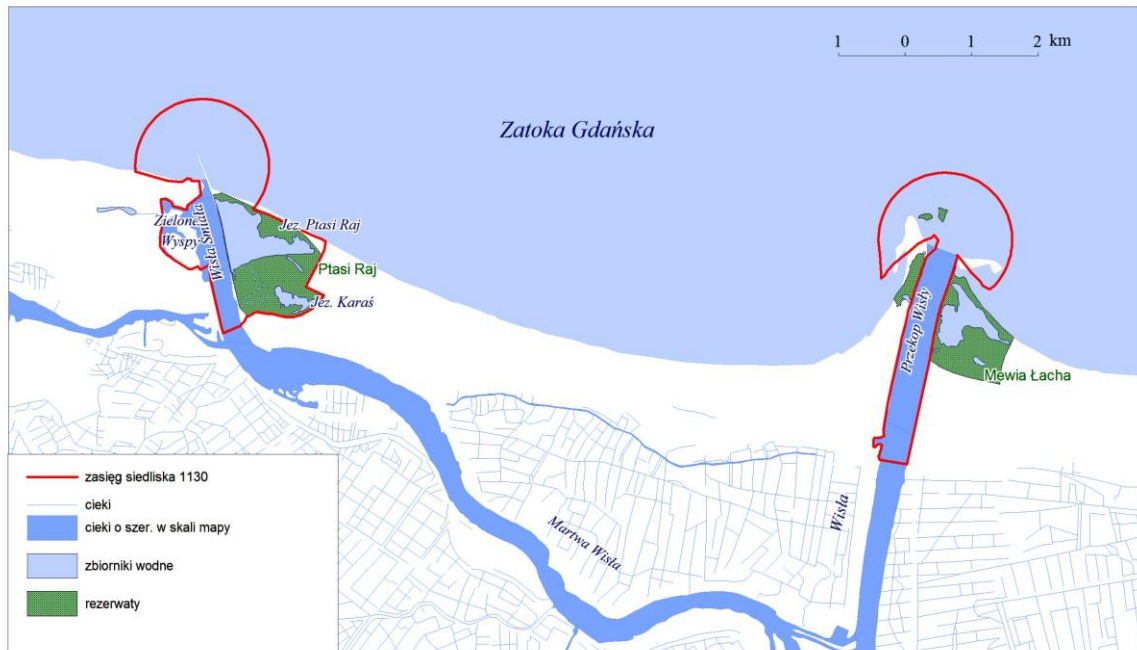 1 0 1 2 km
Zatoka Gdańska
Zielone
Wyspy
Wisła Śmiała
Jez. Ptasi Raj
Ptasi Raj
Jez. Karaś
Przekop Wisły
Mewia Łacha
Wisła
Martwa Wisła
zasięg siedliska 1130
cieki
cieki o szer. w skali mapy
zbiorniki wodne
rezerwaty